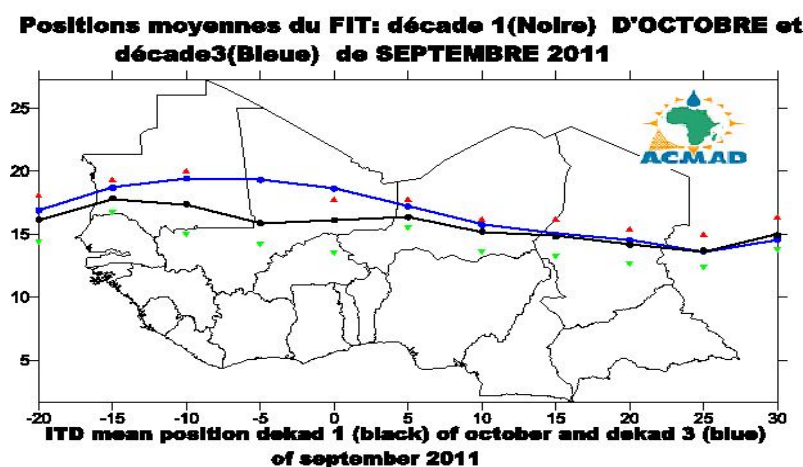 Positions moyennes du FIT: décade 1(Noire) D'OCTOBRE et
décade3(Bleue) de SEPTEMBRE 2011
25
20
15
10
5
ACMAD
-20 -15 -10 -5 0 5 10 15 20 25 30
ITD mean position dekad 1 (black) of october and dekad 3 (blue)
of september 2011